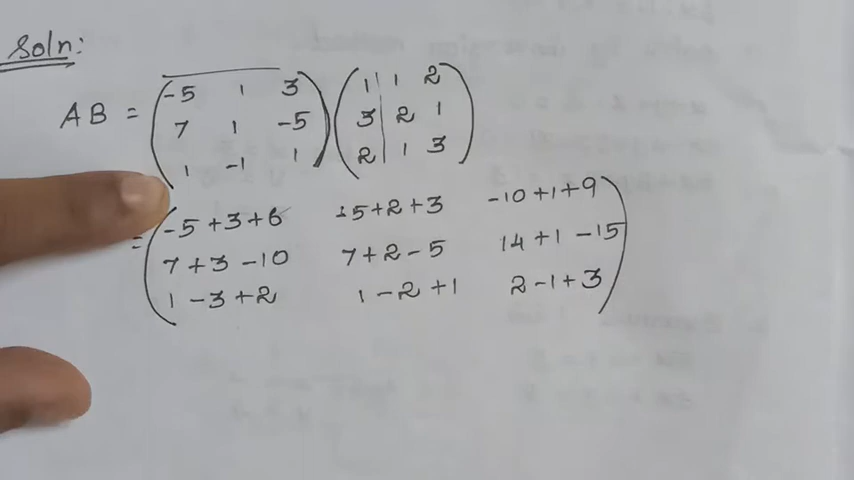 Soln:
AB = (-5 1 3) (1 1 2)
7 1 -5 3 2 1
1 -1 1 2 1 3
= (-5+3+6 -5+2+3 -10+1+9)
7+3-10 7+2-5 14+1-15
1-3+2 1-2+1 2-1+3